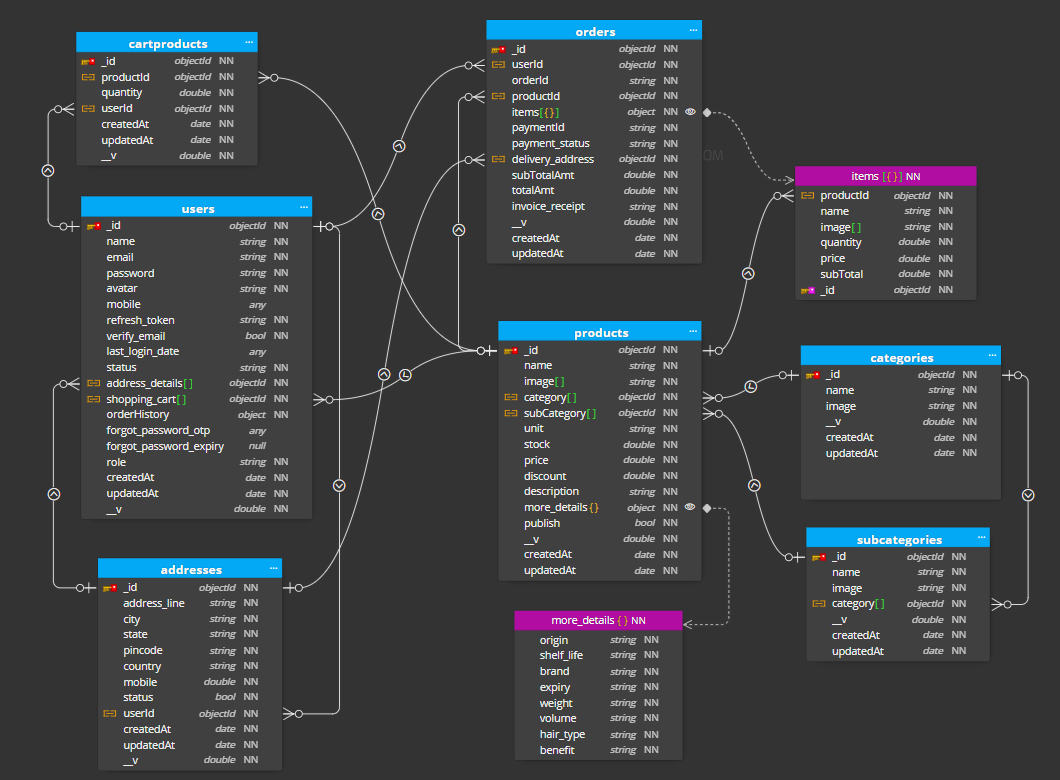 cartproducts ...
_id objectId NN
productId objectId NN
quantity double NN
userId objectId NN
createdAt date NN
updatedAt date NN
__v double NN
orders ...
_id objectId NN
userId objectId NN
orderId string NN
productId objectId NN
items[{}] object NN
paymentId string NN
payment_status string NN
delivery_address objectId NN
subTotalAmt double NN
totalAmt double NN
invoice_receipt string NN
__v double NN
createdAt date NN
updatedAt date NN
OM
items [{}] NN
productId objectId NN
name string NN
image[] string NN
quantity double NN
price double NN
subTotal double NN
_id objectId NN
users ...
_id objectId NN
name string NN
email string NN
password string NN
avatar string NN
mobile any
refresh_token string NN
verify_email bool NN
last_login_date any
status string NN
address_details[] objectId NN
shopping_cart[] objectId NN
orderHistory object NN
forgot_password_otp any
forgot_password_expiry null
role string NN
createdAt date NN
updatedAt date NN
__v double NN
products ...
_id objectId NN
name string NN
image[] string NN
category[] objectId NN
subCategory[] objectId NN
unit string NN
stock double NN
price double NN
discount double NN
description string NN
more_details{} object NN
publish bool NN
__v double NN
createdAt date NN
updatedAt date NN
categories ...
_id objectId NN
name string NN
image string NN
__v double NN
createdAt date NN
updatedAt date NN
subcategories ...
_id objectId NN
name string NN
image string NN
category[] objectId NN
__v double NN
createdAt date NN
updatedAt date NN
addresses ...
_id objectId NN
address_line string NN
city string NN
state string NN
pincode string NN
country string NN
mobile double NN
status bool NN
userId objectId NN
createdAt date NN
updatedAt date NN
__v double NN
more_details {} NN
origin string NN
shelf_life string NN
brand string NN
expiry string NN
weight string NN
volume string NN
hair_type string NN
benefit string NN